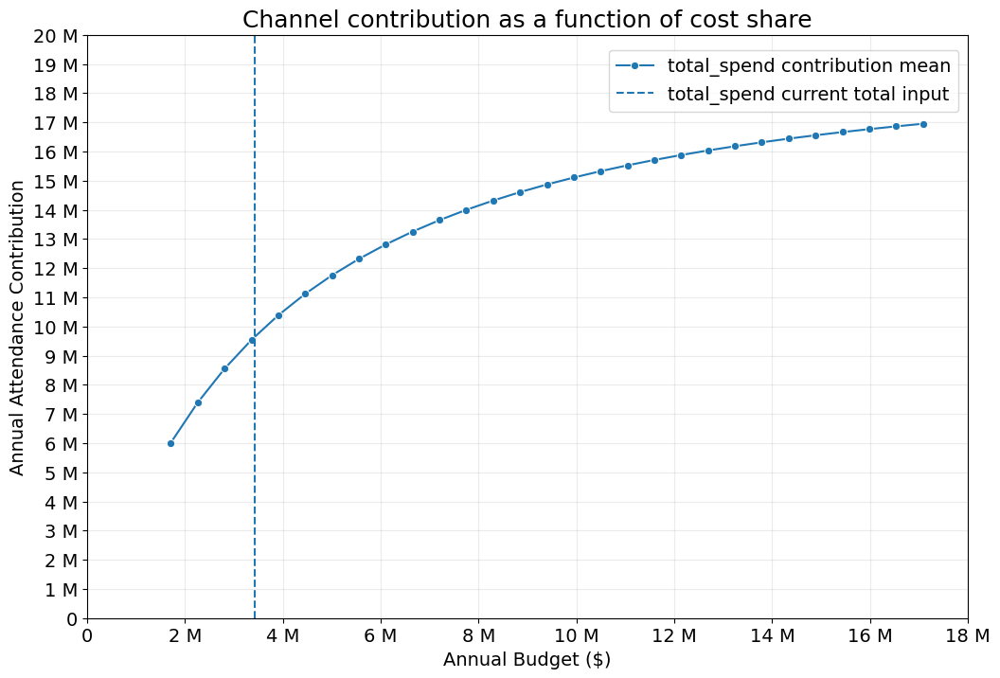 Channel contribution as a function of cost share
20 M
19 M
18 M
17 M
16 M
15 M
14 M
13 M
12 M
11 M
10 M
9 M
8 M
7 M
6 M
5 M
4 M
3 M
2 M
1 M
0
Annual Attendance Contribution
total_spend contribution mean
total_spend current total input
0 2 M 4 M 6 M 8 M 10 M 12 M 14 M 16 M 18 M
Annual Budget ($)